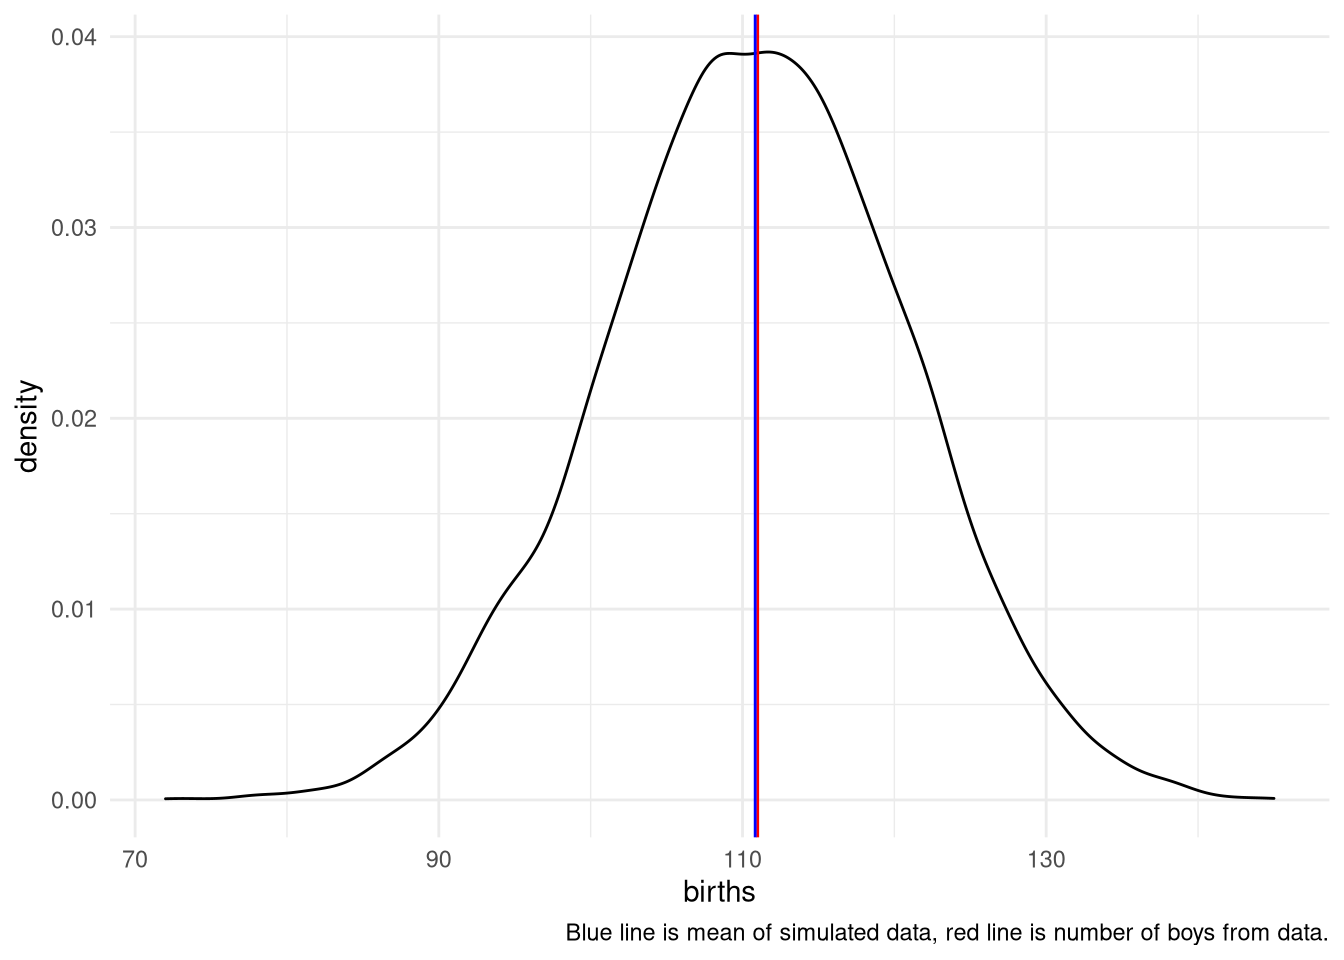 0.04
0.03
0.02
0.01
0.00
density
70 90 110 130
births
Blue line is mean of simulated data, red line is number of boys from data.